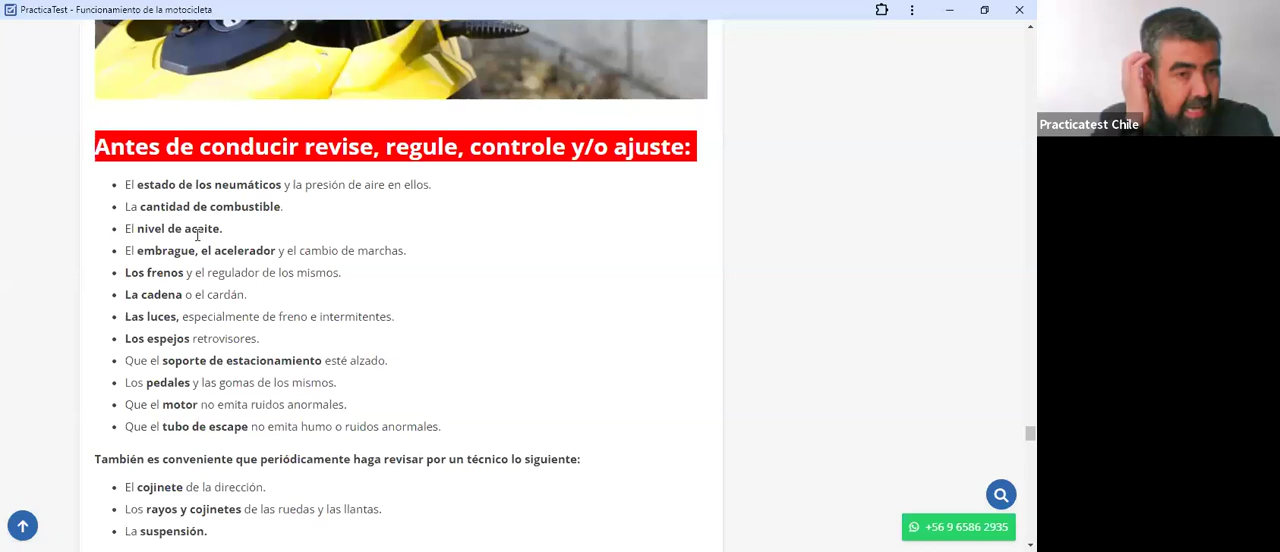 PracticaTest - Funcionamiento de la motocicleta
Practicatest Chile
Antes de conducir revise, regule, controle y/o ajuste:
• El estado de los neumáticos y la presión de aire en ellos.
• La cantidad de combustible.
• El nivel de aceite.
• El embrague, el acelerador y el cambio de marchas.
• Los frenos y el regulador de los mismos.
• La cadena o el cardán.
• Las luces, especialmente de freno e intermitentes.
• Los espejos retrovisores.
• Que el soporte de estacionamiento esté alzado.
• Los pedales y las gomas de los mismos.
• Que el motor no emita ruidos anormales.
• Que el tubo de escape no emita humo o ruidos anormales.
También es conveniente que periódicamente haga revisar por un técnico lo siguiente:
• El cojinete de la dirección.
• Los rayos y cojinetes de las ruedas y las llantas.
• La suspensión.
+56 9 6586 2935